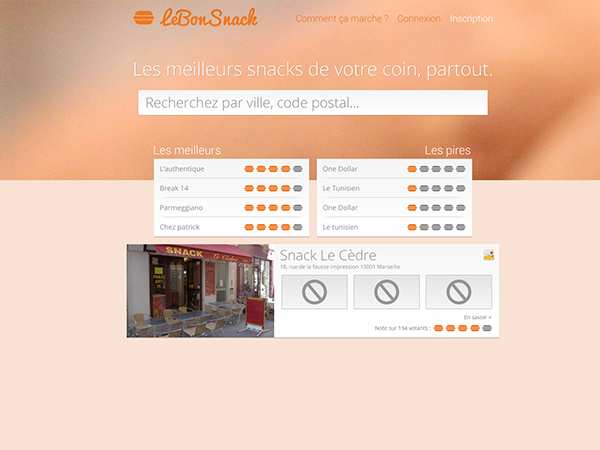 LeBonSnack
Comment ça marche ? Connexion Inscription
Les meilleurs snacks de votre coin, partout.
Recherchez par ville, code postal...
Les meilleurs
L'authentique
Break 14
Parmeggiano
Chez patrick
Les pires
One Dollar
Le Tunisien
One Dollar
Le tunisien
SNACK
Snack Le Cèdre
18, rue de la fausse impression 13001 Marseille
En savoir +
Note sur 194 votants :